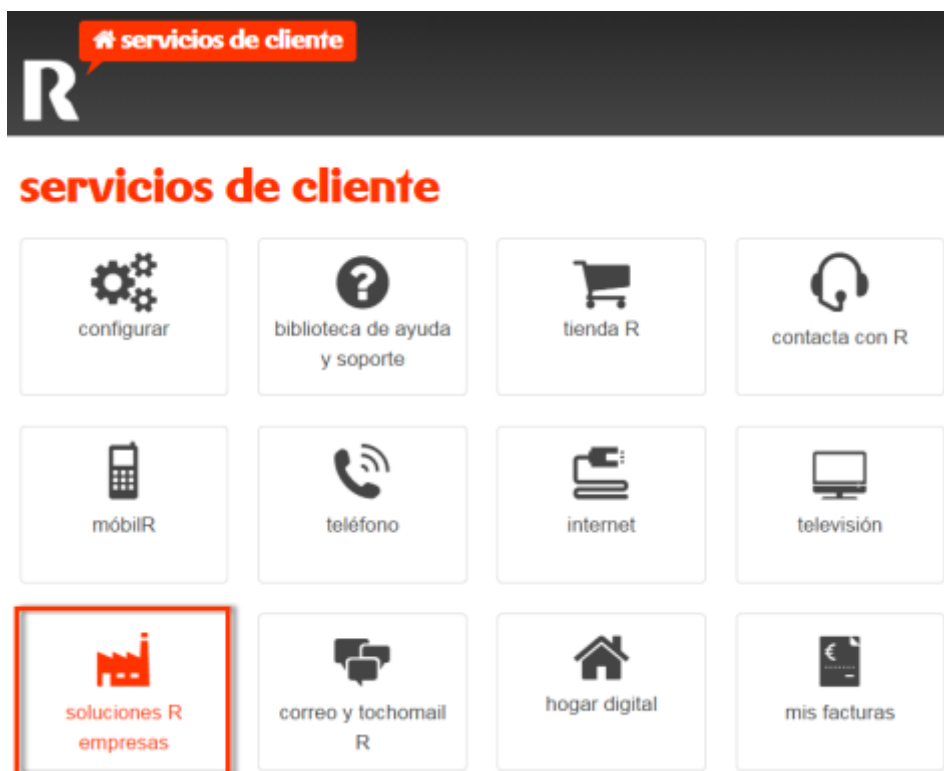 servicios de cliente
R
servicios de cliente
configurar
biblioteca de ayuda
y soporte
tienda R
contacta con R
móbilR
teléfono
internet
televisión
soluciones R
empresas
correo y tochomail
R
hogar digital
€
mis facturas